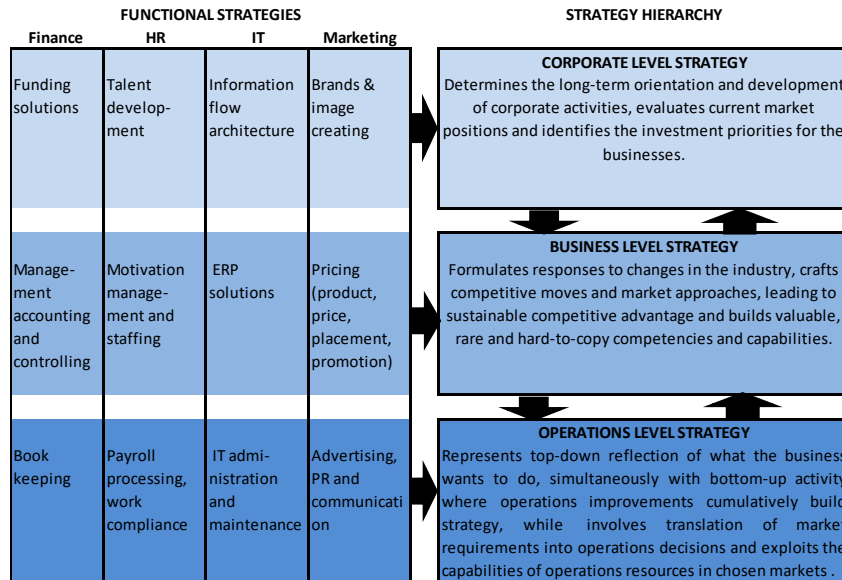 FUNCTIONAL STRATEGIES
STRATEGY HIERARCHY
Finance HR IT Marketing
Funding
solutions
Talent
develop-
ment
Information
flow
architecture
Brands &
image
creating
CORPORATE LEVEL STRATEGY
Determines the long-term orientation and development
of corporate activities, evaluates current market
positions and identifies the investment priorities for the
businesses.
Manage-
ment
accounting
and
controlling
Motivation
manage-
ment and
staffing
ERP
solutions
Pricing
(product,
price,
placement,
promotion)
BUSINESS LEVEL STRATEGY
Formulates responses to changes in the industry, crafts
competitive moves and market approaches, leading to
sustainable competitive advantage and builds valuable,
rare and hard-to-copy competencies and capabilities.
Book
keeping
Payroll
processing,
work
compliance
IT admi-
nistration
and
maintenance
Advertising,
PR and
communicati
on
OPERATIONS LEVEL STRATEGY
Represents top-down reflection of what the business
wants to do, simultaneously with bottom-up activity
where operations improvements cumulatively build
strategy, while involves translation of market
requirements into operations decisions and exploits the
capabilities of operations resources in chosen markets .